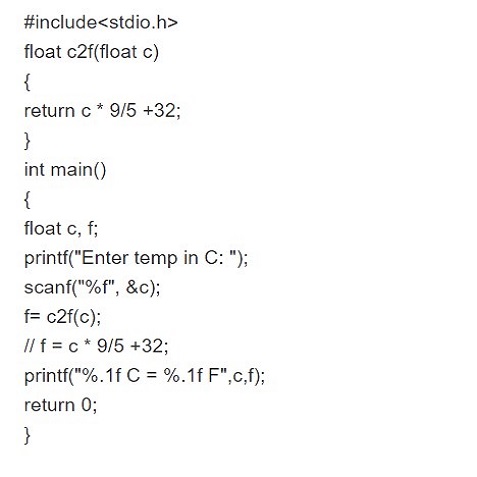 #include<stdio.h>
float c2f(float c)
{
return c * 9/5 +32;
}
int main()
{
float c, f;
printf("Enter temp in C: ");
scanf("%f", &c);
f= c2f(c);
// f = c * 9/5 +32;
printf("%.1f C = %.1f F",c,f);
return 0;
}